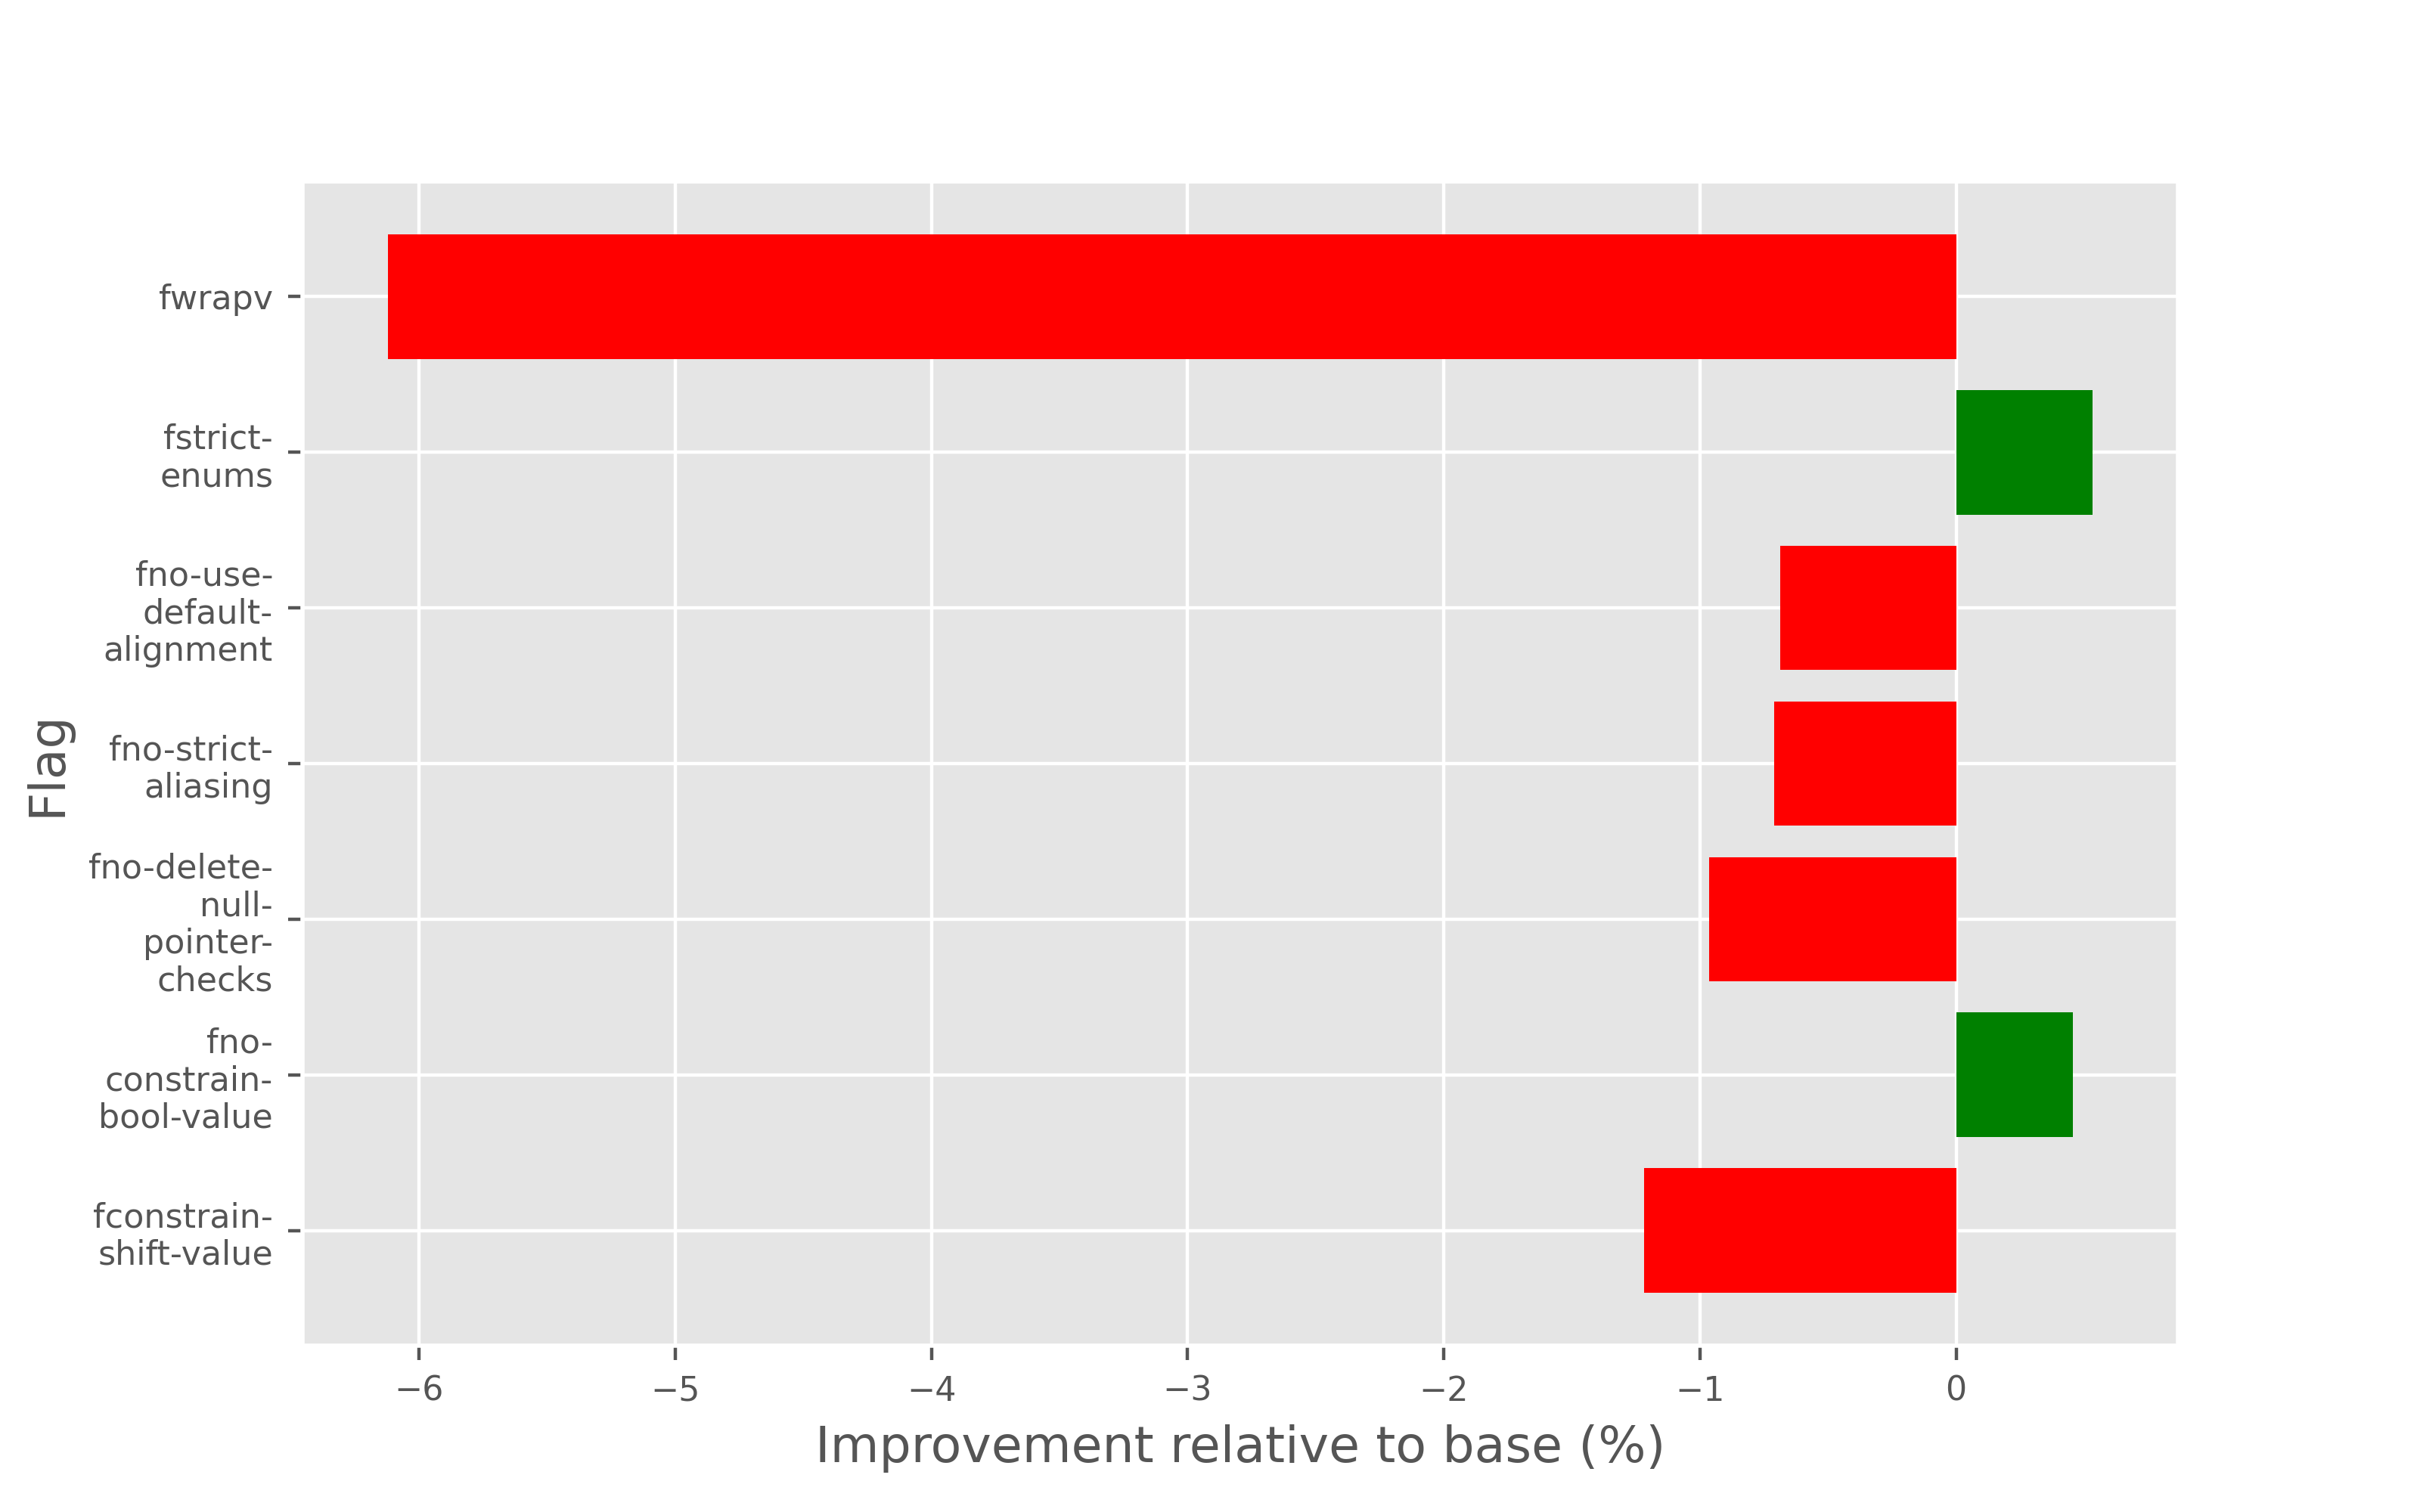 fwrapv
fstrict-
enums
fno-use-
default-
alignment
fno-strict-
aliasing
fno-delete-
null-
pointer-
checks
fno-
constrain-
bool-value
fconstrain-
shift-value
Flag
−6 −5 −4 −3 −2 −1 0
Improvement relative to base (%)